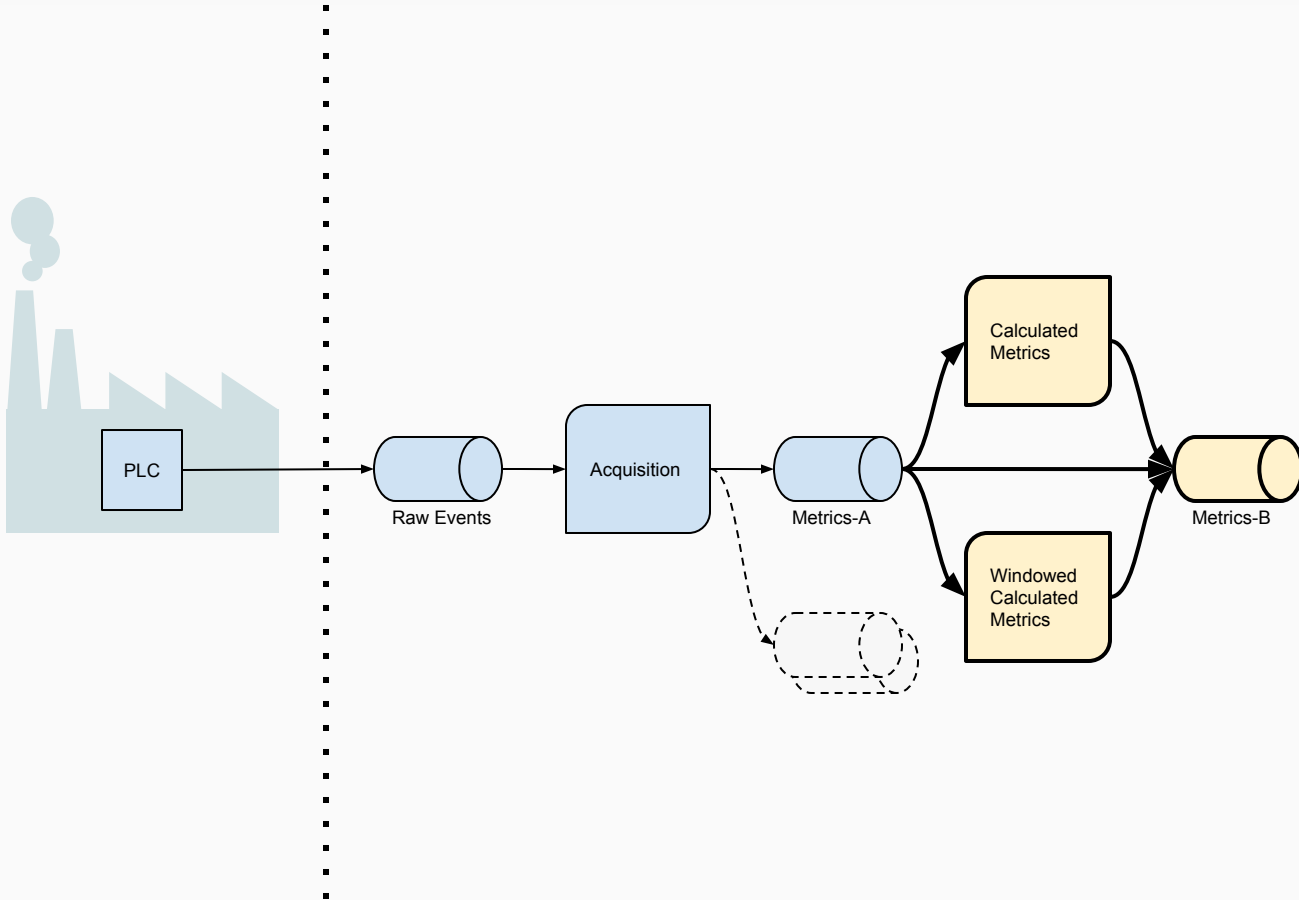 PLC
Raw Events
Acquisition
Metrics-A
Calculated
Metrics
Windowed
Calculated
Metrics
Metrics-B